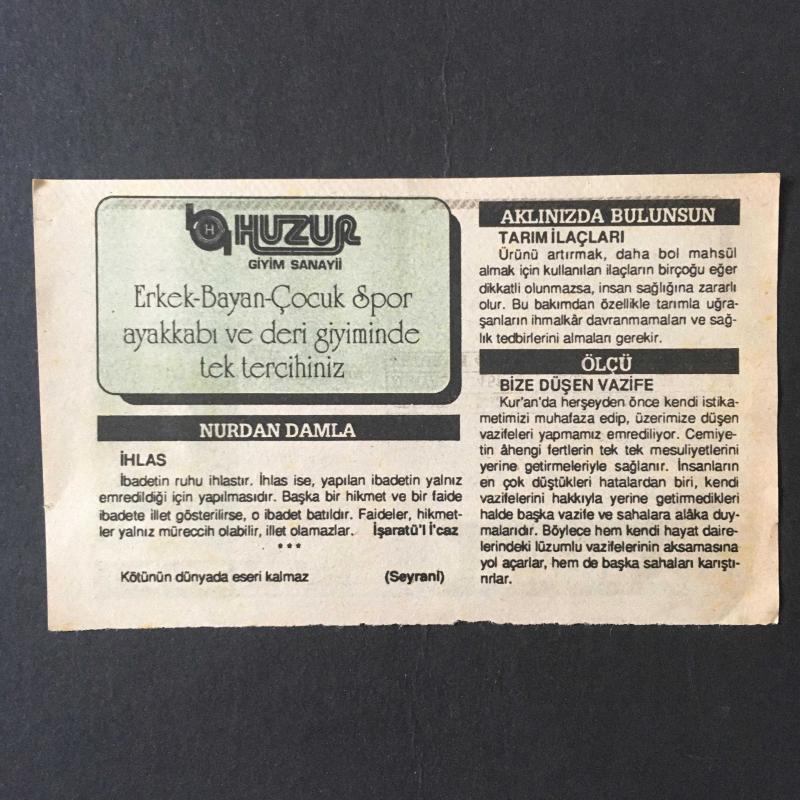 H
HUZUR
GİYİM SANAYİİ
Erkek-Bayan-Çocuk Spor
ayakkabı ve deri giyiminde
tek tercihiniz
NURDAN DAMLA
İHLAS
İbadetin ruhu ihlastır. İhlas ise, yapılan ibadetin yalnız
emredildiği için yapılmasıdır. Başka bir hikmet ve bir faide
ibadete illet gösterilirse, o ibadet batıldır. Faideler, hikmet-
ler yalnız müreccih olabilir, illet olamazlar. İşaratü'l İ'caz
***
Kötünün dünyada eseri kalmaz (Seyrani)
AKLINIZDA BULUNSUN
TARIM İLAÇLARI
Ürünü artırmak, daha bol mahsül
almak için kullanılan ilaçların birçoğu eğer
dikkatli olunmazsa, insan sağlığına zararlı
olur. Bu bakımdan özellikle tarımla uğra-
şanların ihmalkâr davranmamaları ve sağ-
lık tedbirlerini almaları gerekir.
ÖLÇÜ
BİZE DÜŞEN VAZİFE
Kur'an'da herşeyden önce kendi istika-
metimizi muhafaza edip, üzerimize düşen
vazifeleri yapmamız emrediliyor. Cemiye-
tin âhengi fertlerin tek tek mesuliyetlerini
yerine getirmeleriyle sağlanır. İnsanların
en çok düştükleri hatalardan biri, kendi
vazifelerini hakkıyla yerine getirmedikleri
halde başka vazife ve sahalara alâka duy-
malarıdır. Böylece hem kendi hayat daire-
lerindeki lüzumlu vazifelerinin aksamasına
yol açarlar, hem de başka sahaları karıştı-
rırlar.